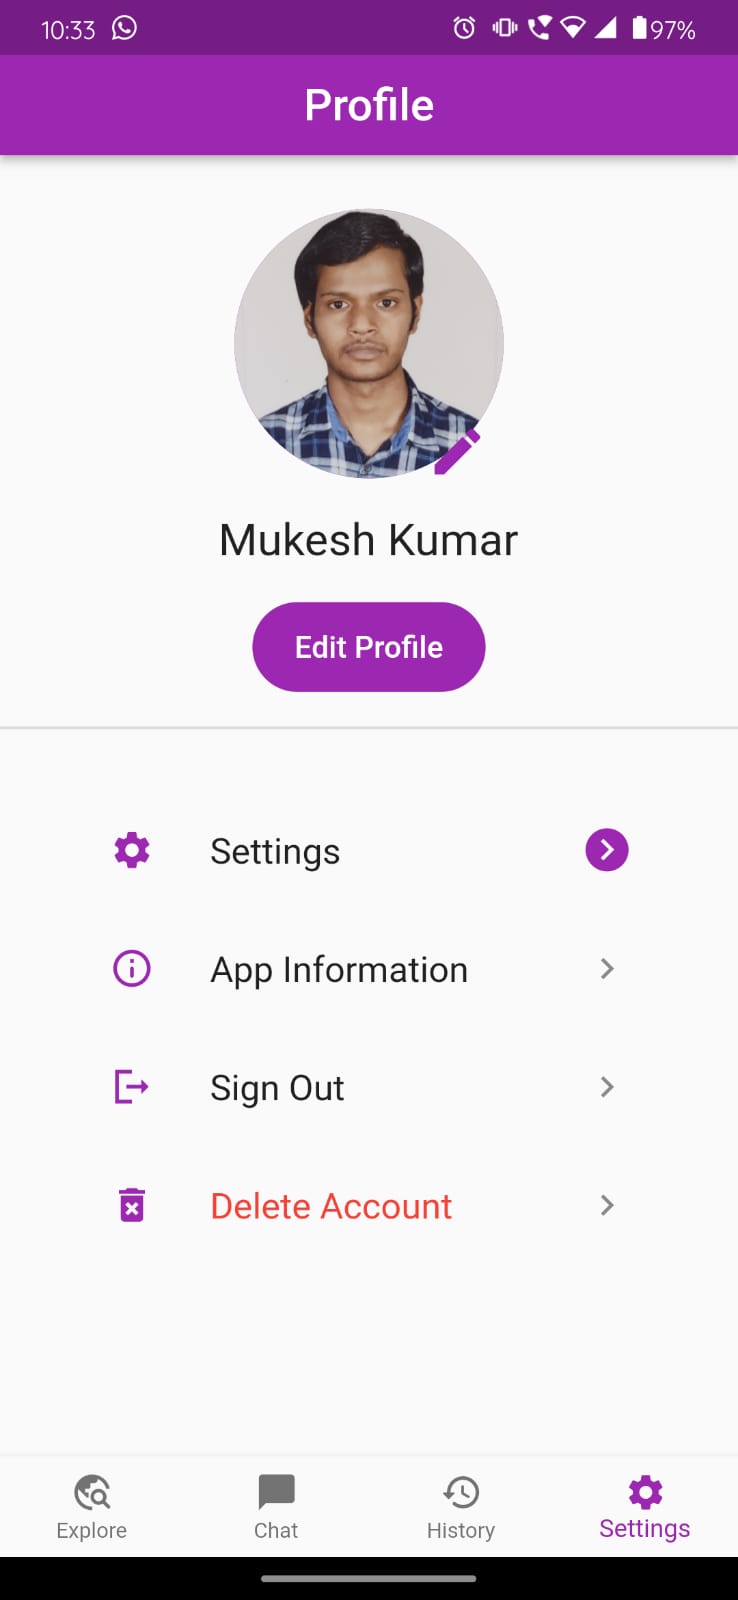 10:33 97%
Profile
Mukesh Kumar
Edit Profile
Settings
App Information
Sign Out
Delete Account
Explore Chat History Settings